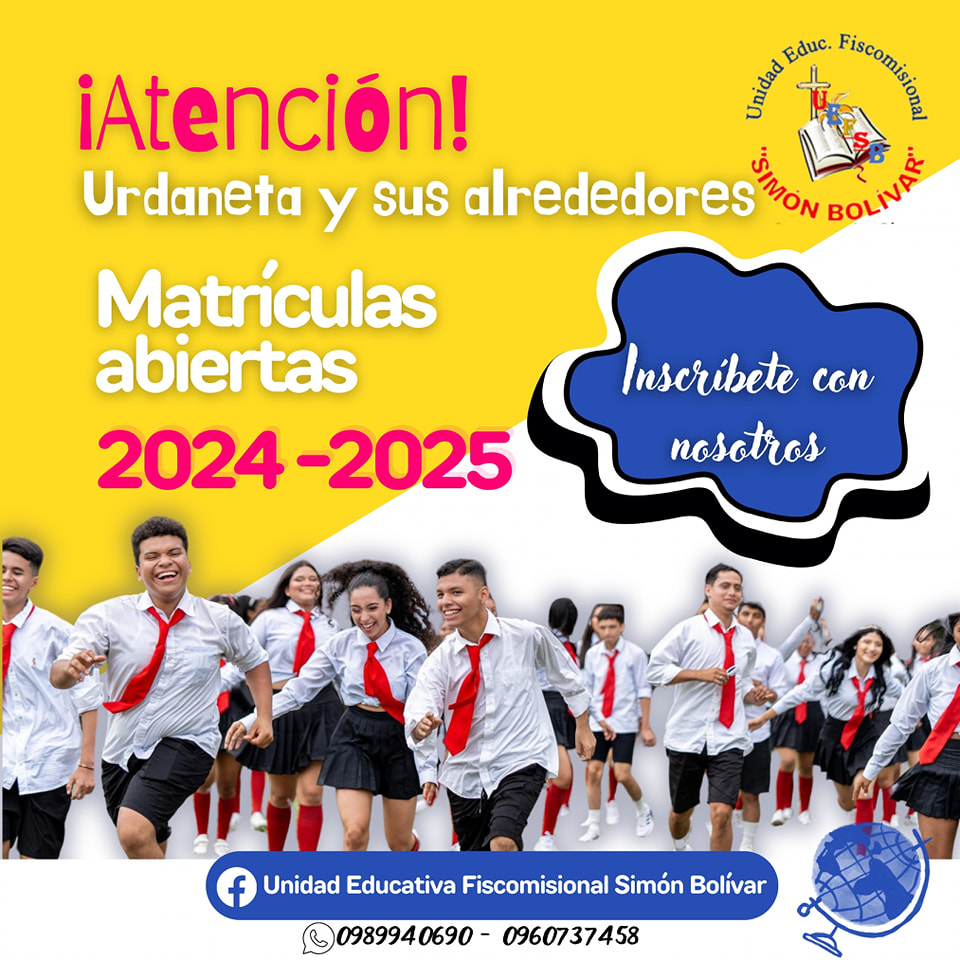 ¡Atención!
Urdaneta y sus alrededores
Unidad Educ. Fiscomisional
UEFSB
"SIMÓN BOLÍVAR"
Matrículas
abiertas
2024 -2025
Inscríbete con
nosotros
Unidad Educativa Fiscomisional Simón Bolívar
0989940690 - 0960737458